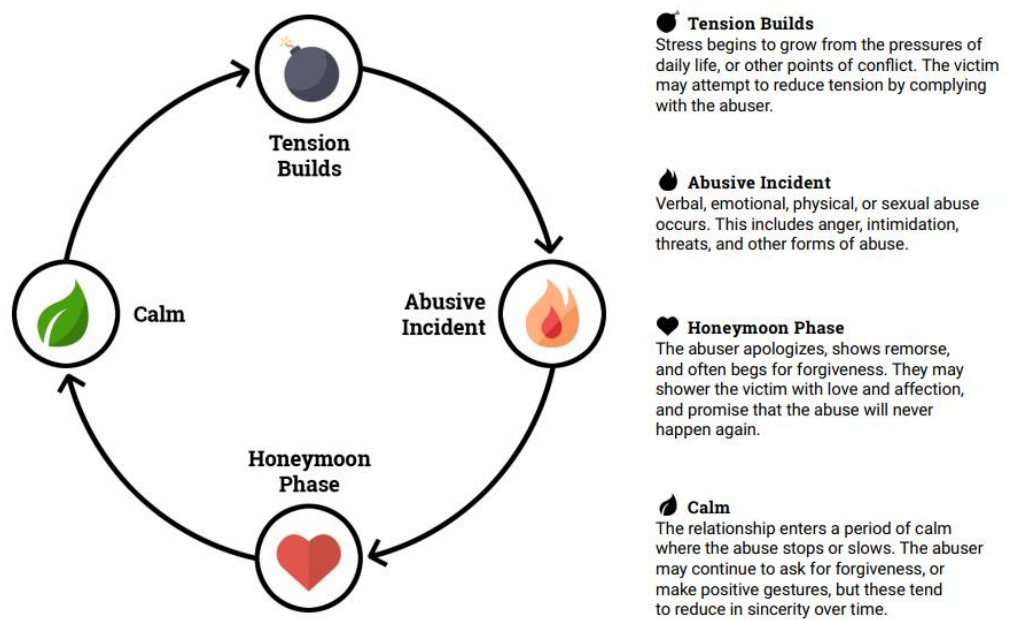 Tension
Builds
Abusive
Incident
Honeymoon
Phase
Calm
Tension Builds
Stress begins to grow from the pressures of
daily life, or other points of conflict. The victim
may attempt to reduce tension by complying
with the abuser.
Abusive Incident
Verbal, emotional, physical, or sexual abuse
occurs. This includes anger, intimidation,
threats, and other forms of abuse.
Honeymoon Phase
The abuser apologizes, shows remorse,
and often begs for forgiveness. They may
shower the victim with love and affection,
and promise that the abuse will never
happen again.
Calm
The relationship enters a period of calm
where the abuse stops or slows. The abuser
may continue to ask for forgiveness, or
make positive gestures, but these tend
to reduce in sincerity over time.